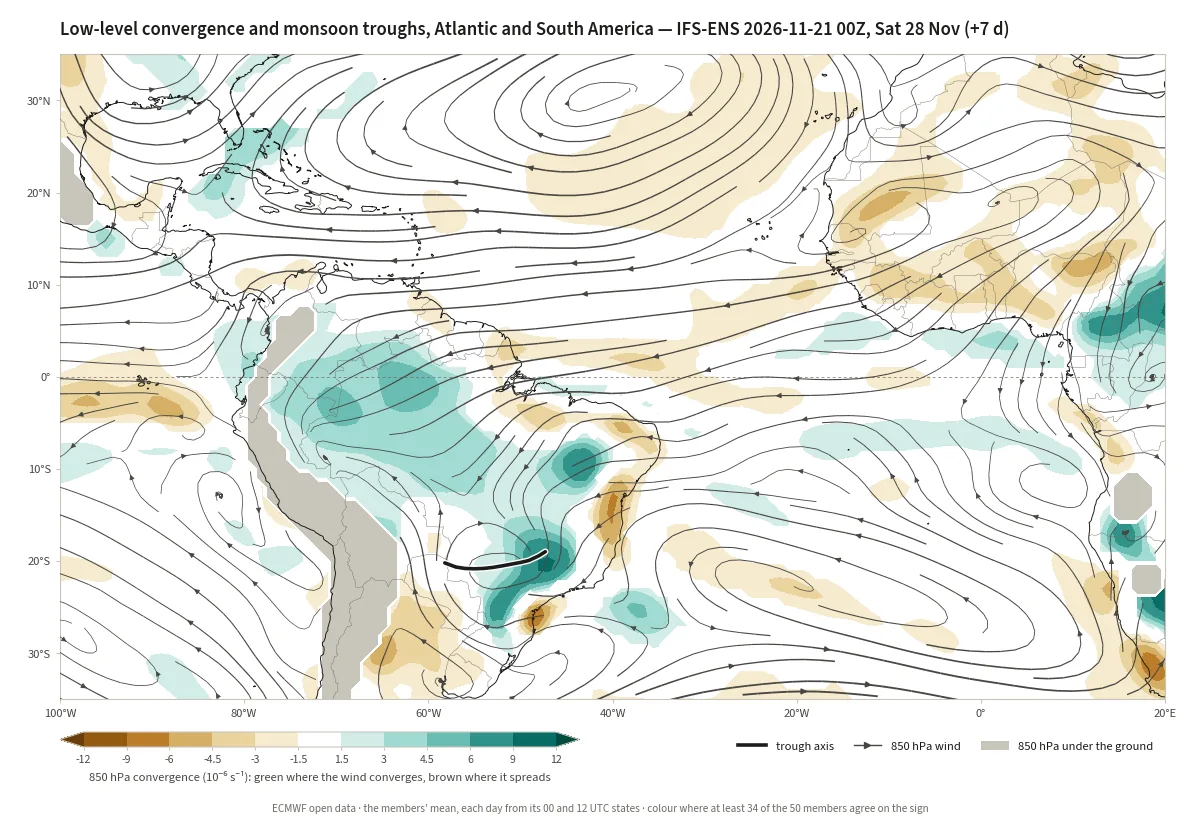 Low-level convergence and monsoon troughs, Atlantic and South America — IFS-ENS 2026-11-21 00Z, Sat 28 Nov (+7 d)
30°N
20°N
10°N
0°
10°S
20°S
30°S
100°W 80°W 60°W 40°W 20°W 0° 20°E
-12 -9 -6 -4.5 -3 -1.5 1.5 3 4.5 6 9 12
850 hPa convergence (10⁻⁶ s⁻¹): green where the wind converges, brown where it spreads
trough axis 850 hPa wind 850 hPa under the ground
ECMWF open data · the members' mean, each day from its 00 and 12 UTC states · colour where at least 34 of the 50 members agree on the sign